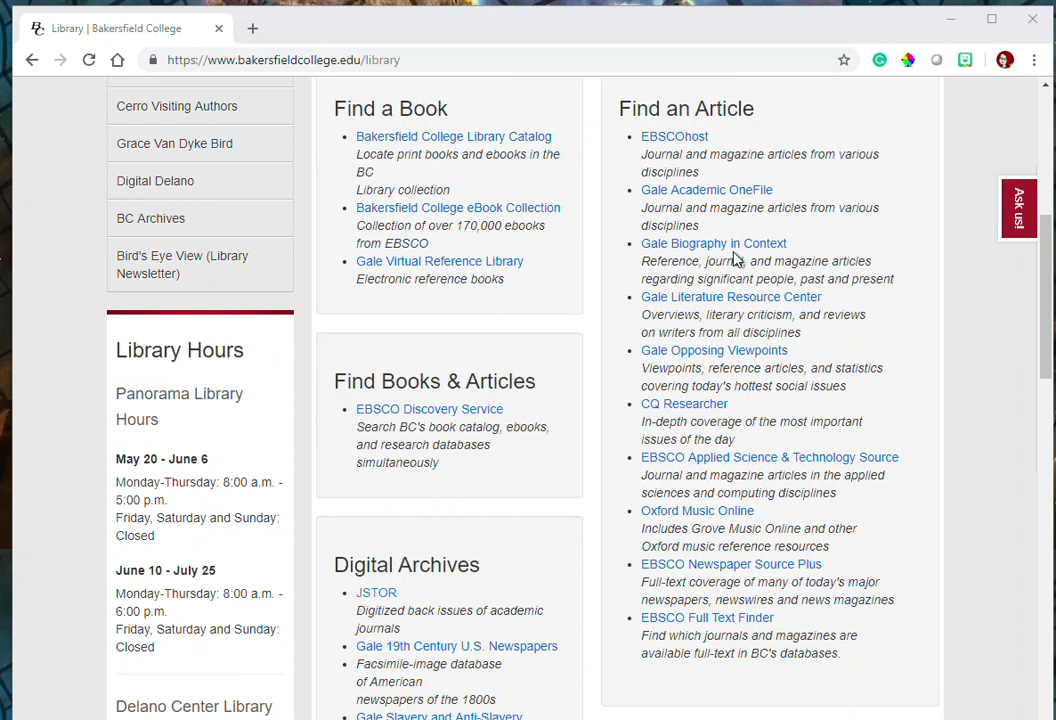 Library | Bakersfield College
https://www.bakersfieldcollege.edu/library
Cerro Visiting Authors
Grace Van Dyke Bird
Digital Delano
BC Archives
Bird's Eye View (Library
Newsletter)
Library Hours
Panorama Library
Hours
May 20 - June 6
Monday-Thursday: 8:00 a.m. -
5:00 p.m.
Friday, Saturday and Sunday:
Closed
June 10 - July 25
Monday-Thursday: 8:00 a.m. -
6:00 p.m.
Friday, Saturday and Sunday:
Closed
Delano Center Library
Find a Book
Bakersfield College Library Catalog
Locate print books and ebooks in the
BC
Library collection
Bakersfield College eBook Collection
Collection of over 170,000 ebooks
from EBSCO
Gale Virtual Reference Library
Electronic reference books
Find Books & Articles
EBSCO Discovery Service
Search BC's book catalog, ebooks,
and research databases
simultaneously
Digital Archives
JSTOR
Digitized back issues of academic
journals
Gale 19th Century U.S. Newspapers
Facsimile-image database
of American
newspapers of the 1800s
Gale Slavery and Anti-Slavery
Find an Article
EBSCOhost
Journal and magazine articles from various
disciplines
Gale Academic OneFile
Journal and magazine articles from various
disciplines
Gale Biography in Context
Reference, journal, and magazine articles
regarding significant people, past and present
Gale Literature Resource Center
Overviews, literary criticism, and reviews
on writers from all disciplines
Gale Opposing Viewpoints
Viewpoints, reference articles, and statistics
covering today's hottest social issues
CQ Researcher
In-depth coverage of the most important
issues of the day
EBSCO Applied Science & Technology Source
Journal and magazine articles in the applied
sciences and computing disciplines
Oxford Music Online
Includes Grove Music Online and other
Oxford music reference resources
EBSCO Newspaper Source Plus
Full-text coverage of many of today's major
newspapers, newswires and news magazines
EBSCO Full Text Finder
Find which journals and magazines are
available full-text in BC's databases.
Ask us!